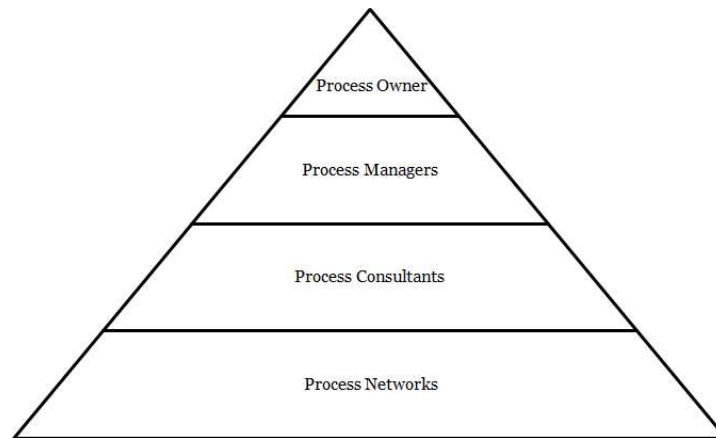 Process Owner
Process Managers
Process Consultants
Process Networks